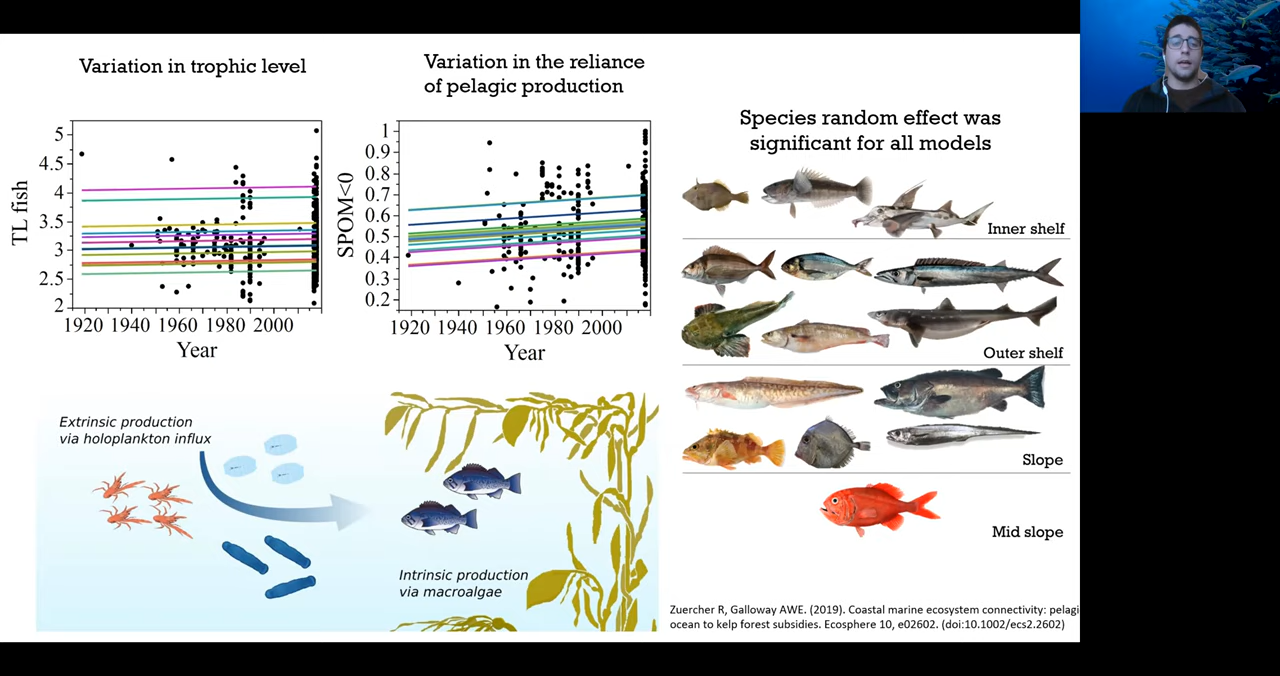 Variation in trophic level
TL fish
5
4.5
4
3.5
3
2.5
2
1920 1940 1960 1980 2000
Year
Variation in the reliance
of pelagic production
SPOM<0
1
0.9
0.8
0.7
0.6
0.5
0.4
0.3
0.2
1920 1940 1960 1980 2000
Year
Species random effect was
significant for all models
Inner shelf
Outer shelf
Slope
Mid slope
Extrinsic production
via holoplankton influx
Intrinsic production
via macroalgae
Zuercher R, Galloway AWE. (2019). Coastal marine ecosystem connectivity: pelagi
ocean to kelp forest subsidies. Ecosphere 10, e02602. (doi:10.1002/ecs2.2602)